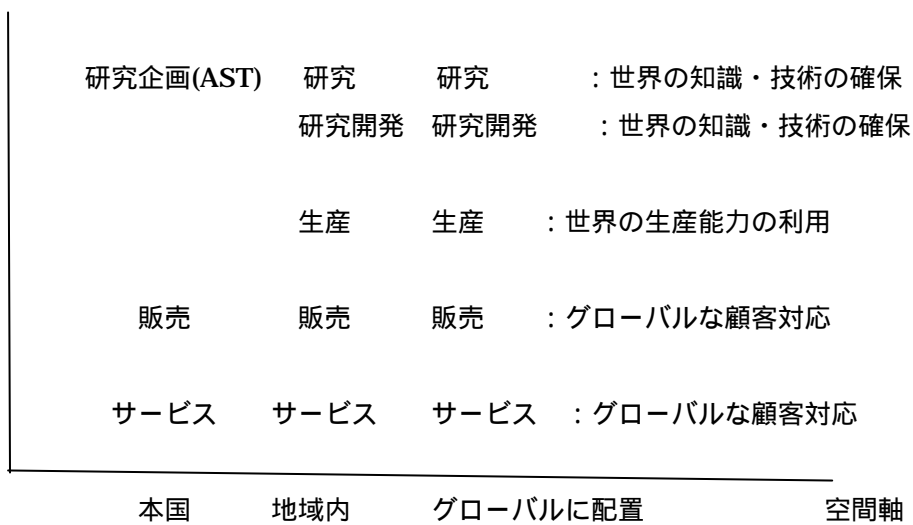 研究企画(AST) 研究 研究 :世界の知識・技術の確保
研究開発 研究開発 :世界の知識・技術の確保
生産 生産 :世界の生産能力の利用
販売 販売 販売 :グローバルな顧客対応
サービス サービス サービス :グローバルな顧客対応
本国 地域内 グローバルに配置 空間軸